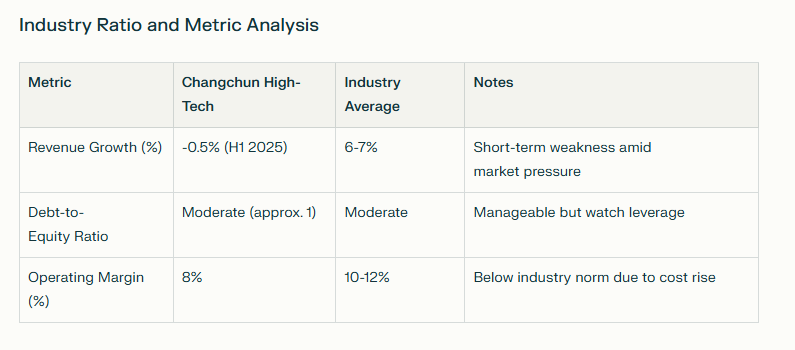 Industry Ratio and Metric Analysis
Metric
Changchun High-
Tech
Industry
Average
Notes
Revenue Growth (%)
-0.5% (H1 2025)
6-7%
Short-term weakness amid
market pressure
Debt-to-
Equity Ratio
Moderate (approx. 1)
Moderate
Manageable but watch leverage
Operating Margin
(%)
8%
10-12%
Below industry norm due to cost rise